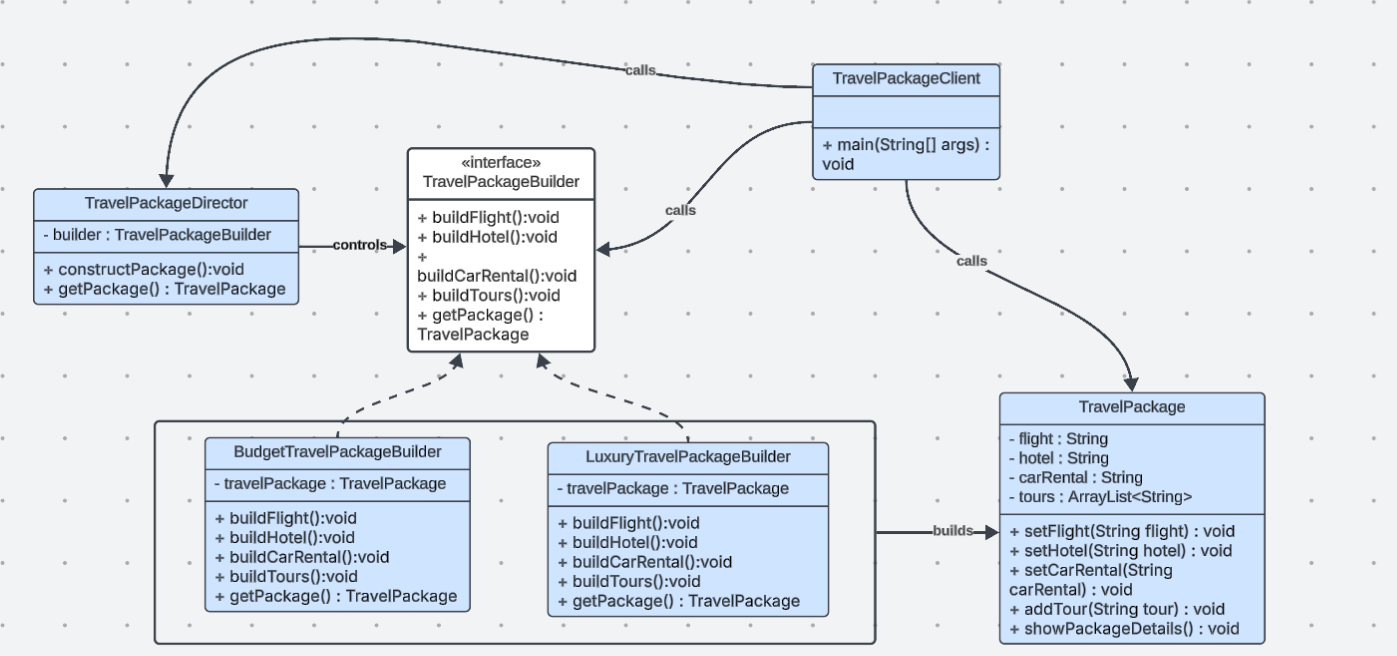 calls
TravelPackageClient
+ main(String[] args) :
void
«interface»
TravelPackageBuilder
+ buildFlight():void
+ buildHotel():void
+
buildCarRental():void
+ buildTours():void
+ getPackage() :
TravelPackage
calls
TravelPackageDirector
- builder : TravelPackageBuilder
+ constructPackage():void
+ getPackage() : TravelPackage
controls
calls
BudgetTravelPackageBuilder
- travelPackage : TravelPackage
+ buildFlight():void
+ buildHotel():void
+ buildCarRental():void
+ buildTours():void
+ getPackage() : TravelPackage
LuxuryTravelPackageBuilder
- travelPackage : TravelPackage
+ buildFlight():void
+ buildHotel():void
+ buildCarRental():void
+ buildTours():void
+ getPackage() : TravelPackage
builds
TravelPackage
- flight : String
- hotel : String
- carRental : String
- tours : ArrayList<String>
+ setFlight(String flight) : void
+ setHotel(String hotel) : void
+ setCarRental(String
carRental) : void
+ addTour(String tour) : void
+ showPackageDetails() : void